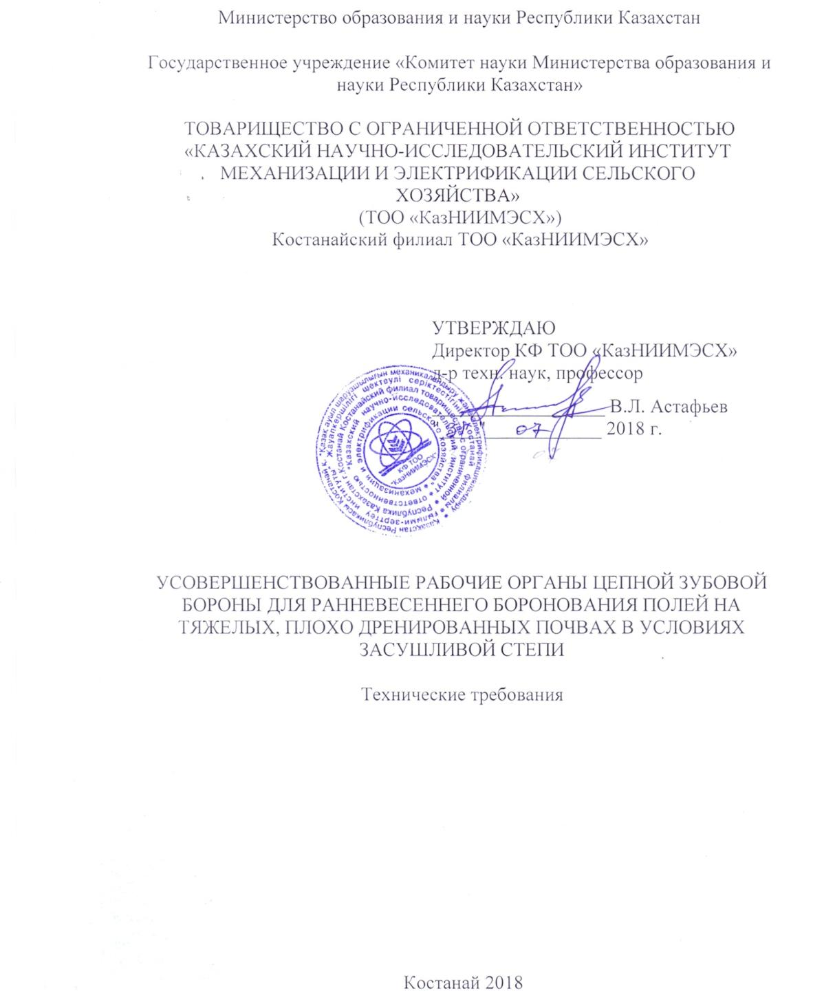 Министерство образования и науки Республики Казахстан
Государственное учреждение «Комитет науки Министерства образования и
науки Республики Казахстан»
ТОВАРИЩЕСТВО С ОГРАНИЧЕННОЙ ОТВЕТСТВЕННОСТЬЮ
«КАЗАХСКИЙ НАУЧНО-ИССЛЕДОВАТЕЛЬСКИЙ ИНСТИТУТ
МЕХАНИЗАЦИИ И ЭЛЕКТРИФИКАЦИИ СЕЛЬСКОГО
ХОЗЯЙСТВА»
(ТОО «КазНИИМЭСХ»)
Костанайский филиал ТОО «КазНИИМЭСХ»
УТВЕРЖДАЮ
Директор КФ ТОО «КазНИИМЭСХ»
д-р техн. наук, профессор
В.Л. Астафьев
07 2018 г.
КФ ТОО
"КазНИИМЭСХ"
УСОВЕРШЕНСТВОВАННЫЕ РАБОЧИЕ ОРГАНЫ ЦЕПНОЙ ЗУБОВОЙ
БОРОНЫ ДЛЯ РАННЕВЕСЕННЕГО БОРОНОВАНИЯ ПОЛЕЙ НА
ТЯЖЕЛЫХ, ПЛОХО ДРЕНИРОВАННЫХ ПОЧВАХ В УСЛОВИЯХ
ЗАСУШЛИВОЙ СТЕПИ
Технические требования
Костанай 2018